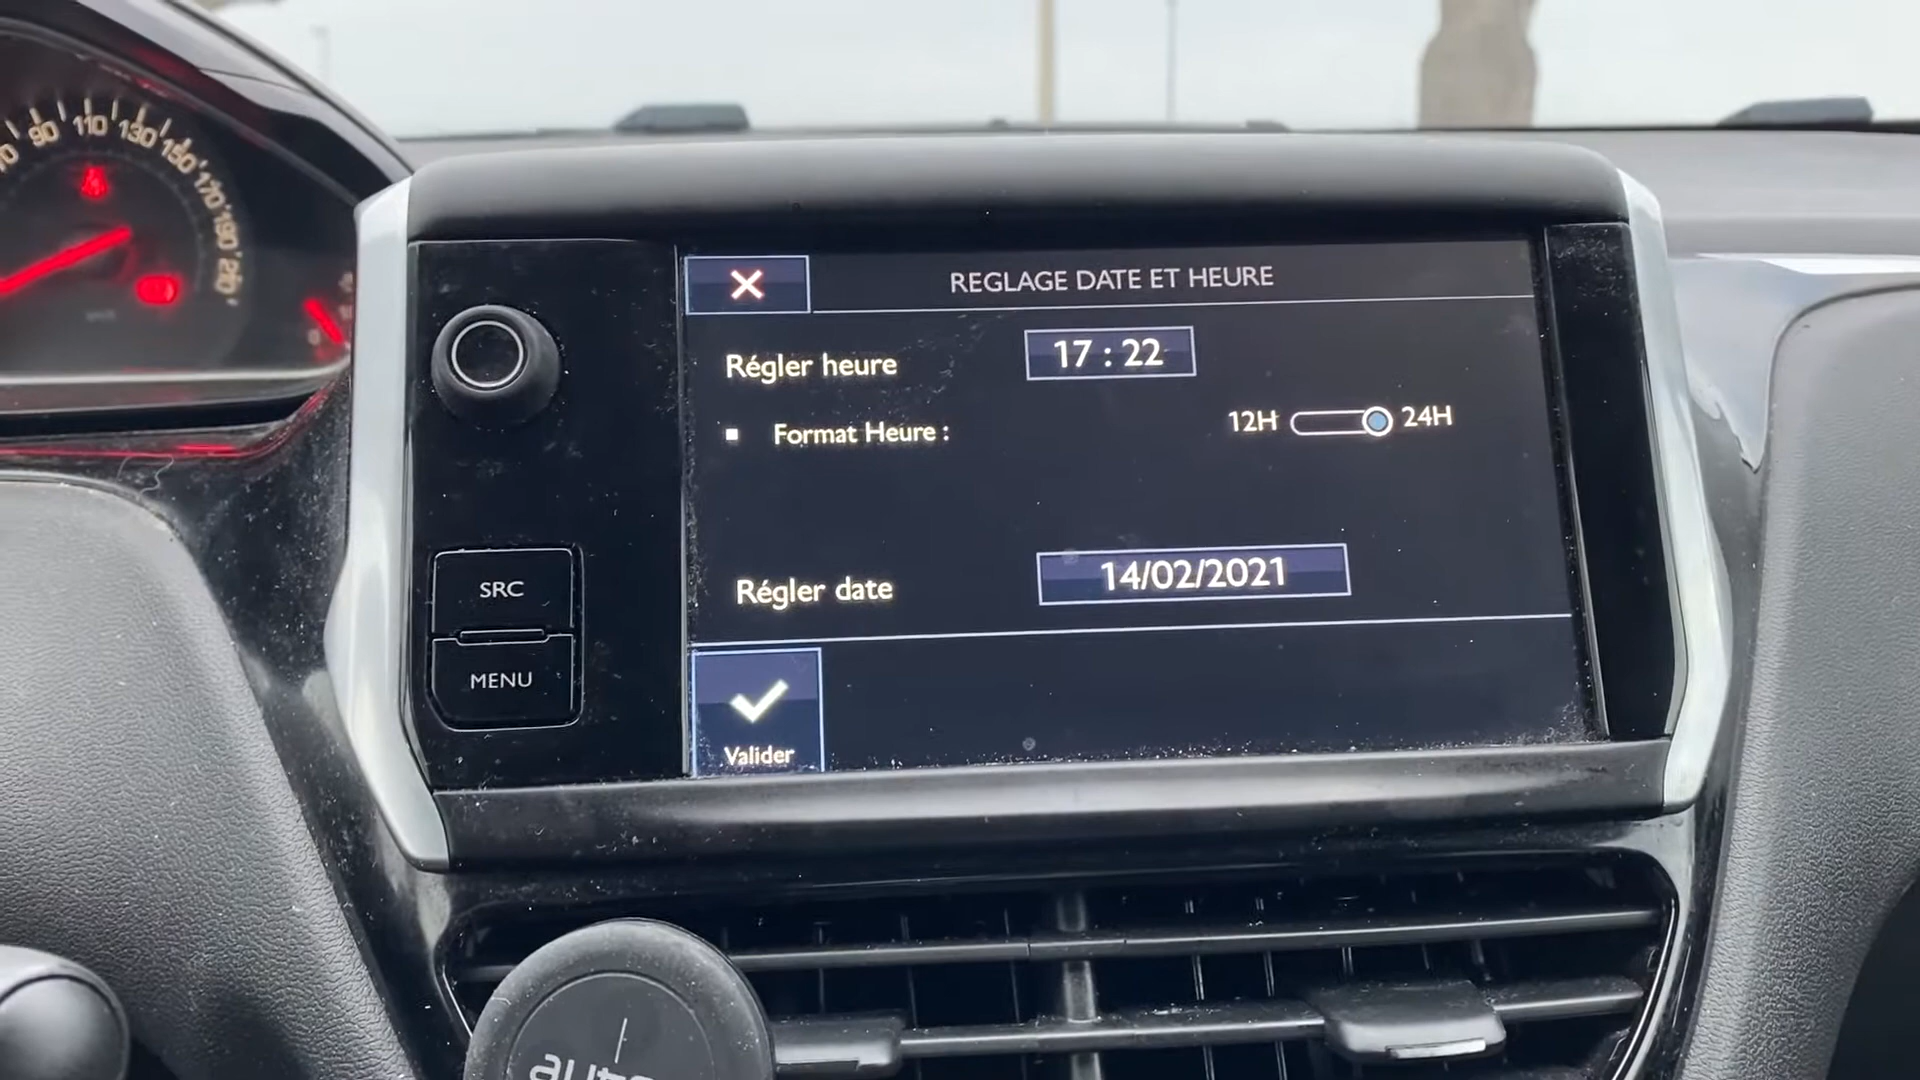 90 110 130 150 170 190 210
REGLAGE DATE ET HEURE
Régler heure
17 : 22
Format Heure :
12H
24H
Régler date
14/02/2021
SRC
MENU
Valider
auto